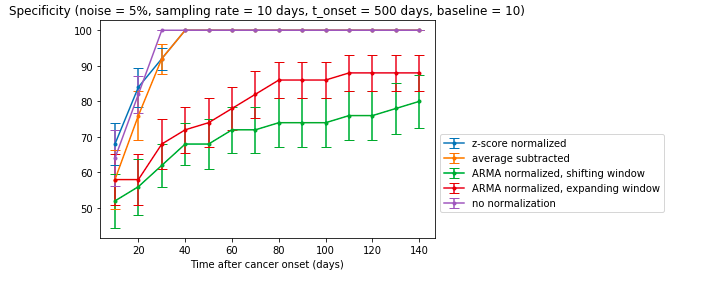 Specificity (noise = 5%, sampling rate = 10 days, t_onset = 500 days, baseline = 10)
100
90
80
70
60
50
20
40
60
80
100
120
140
Time after cancer onset (days)
z-score normalized
average subtracted
ARMA normalized, shifting window
ARMA normalized, expanding window
no normalization